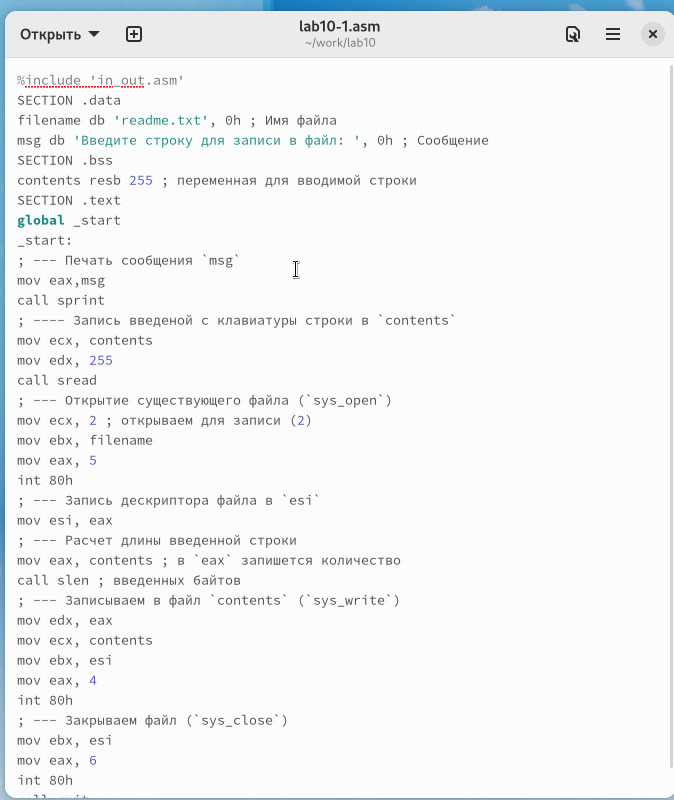 Открыть
lab10-1.asm
~/work/lab10
%include 'in_out.asm'
SECTION .data
filename db 'readme.txt', 0h ; Имя файла
msg db 'Введите строку для записи в файл: ', 0h ; Сообщение
SECTION .bss
contents resb 255 ; переменная для вводимой строки
SECTION .text
global _start
_start:
; --- Печать сообщения `msg`
mov eax,msg
call sprint
; ---- Запись введеной с клавиатуры строки в `contents`
mov ecx, contents
mov edx, 255
call sread
; --- Открытие существующего файла (`sys_open`)
mov ecx, 2 ; открываем для записи (2)
mov ebx, filename
mov eax, 5
int 80h
; --- Запись дескриптора файла в `esi`
mov esi, eax
; --- Расчет длины введенной строки
mov eax, contents ; в `eax` запишется количество
call slen ; введенных байтов
; --- Записываем в файл `contents` (`sys_write`)
mov edx, eax
mov ecx, contents
mov ebx, esi
mov eax, 4
int 80h
; --- Закрываем файл (`sys_close`)
mov ebx, esi
mov eax, 6
int 80h